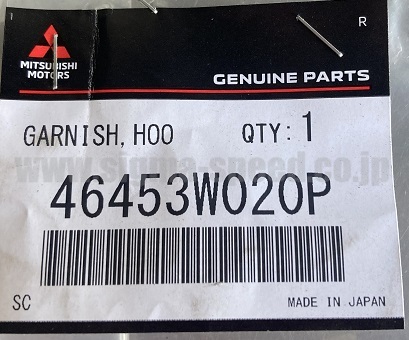 R
MITSUBISHI
MOTORS
GENUINE PARTS
GARNISH, HOO QTY: 1
www.sigma-speed.co.jp
46453W020P
SC MADE IN JAPAN